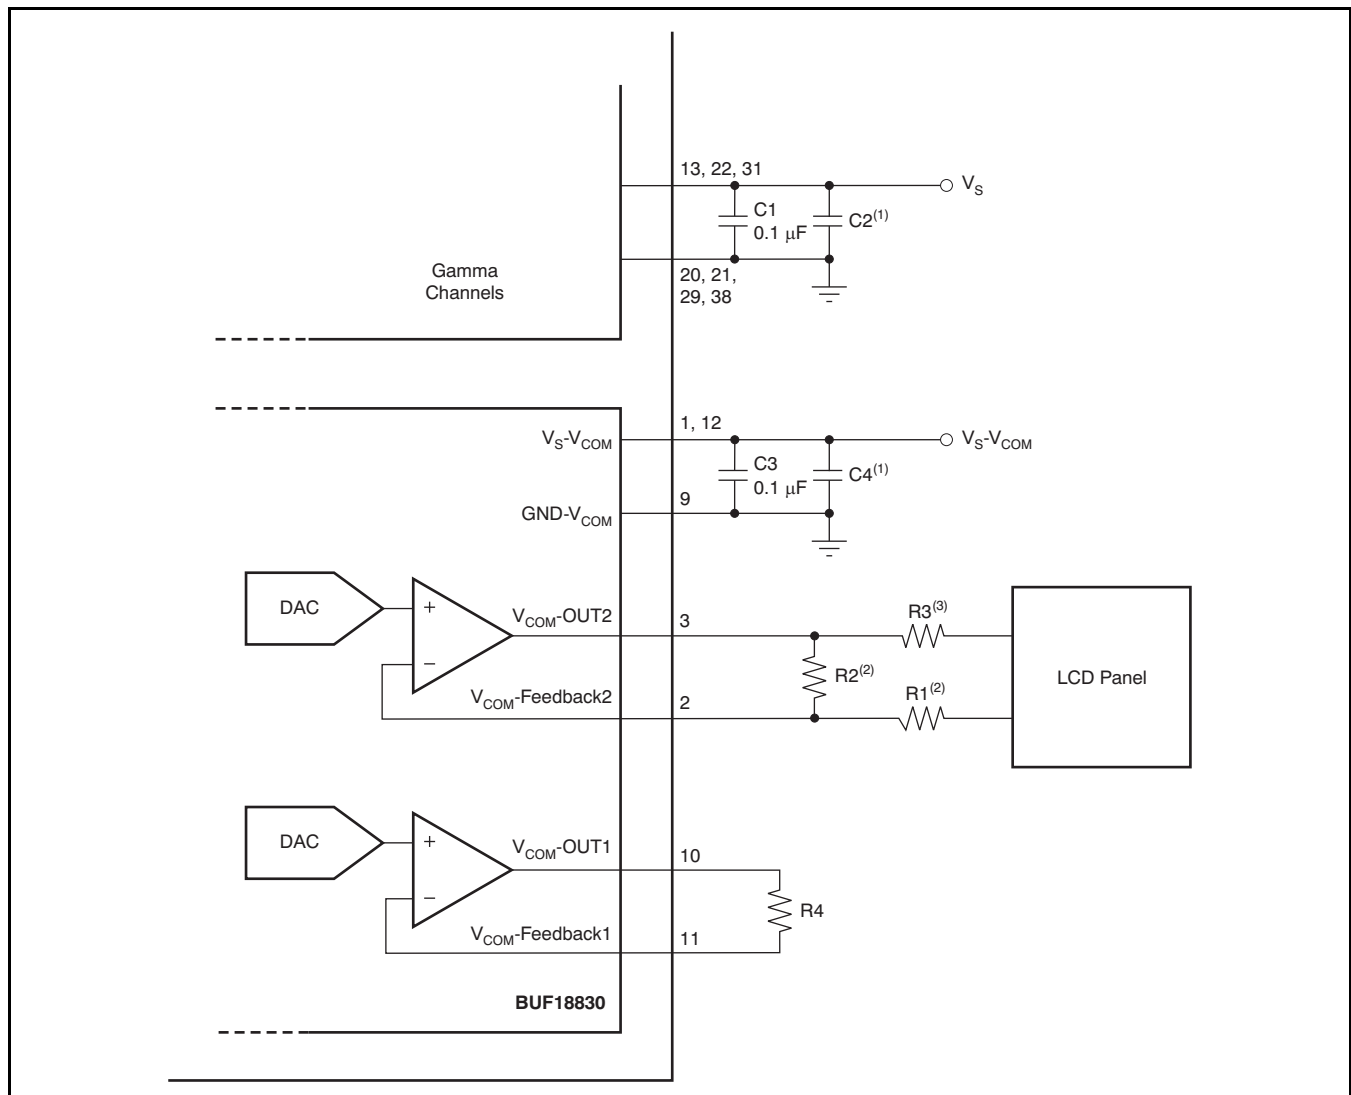 13, 22, 31
V_S
C1
0.1 μF
C2(1)
Gamma
Channels
20, 21,
29, 38
1, 12
V_S-V_COM
V_S-V_COM
C3
0.1 μF
C4(1)
9
GND-V_COM
DAC
+
−
V_COM-OUT2
3
R3(3)
R2(2)
LCD Panel
V_COM-Feedback2
2
R1(2)
DAC
+
−
V_COM-OUT1
10
R4
V_COM-Feedback1
11
BUF18830